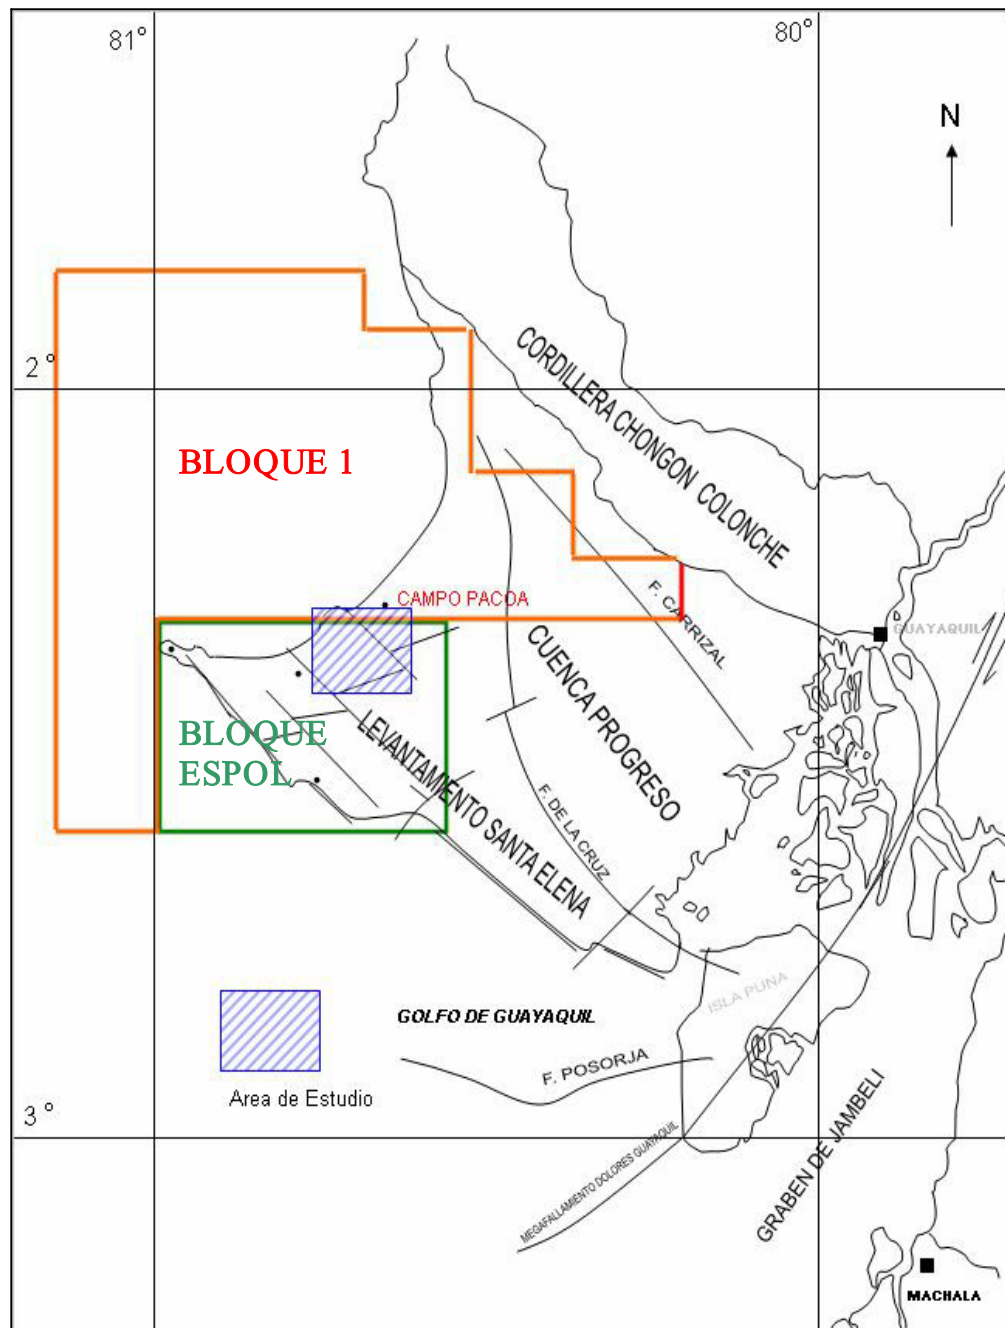 81°
80°
N
2°
CORDILLERA CHONGON COLONCHE
BLOQUE 1
F. CARRIZAL
CAMPO PACOA
GUAYAQUIL
CUENCA PROGRESO
BLOQUE
ESPOL
LEVANTAMIENTO SANTA ELENA
F. DE LA CRUZ
ISLA PUNA
GOLFO DE GUAYAQUIL
F. POSORJA
Area de Estudio
3°
GRABEN DE JAMBELI
MEGAFALLAMIENTO DOLORES GUAYAQUIL
MACHALA